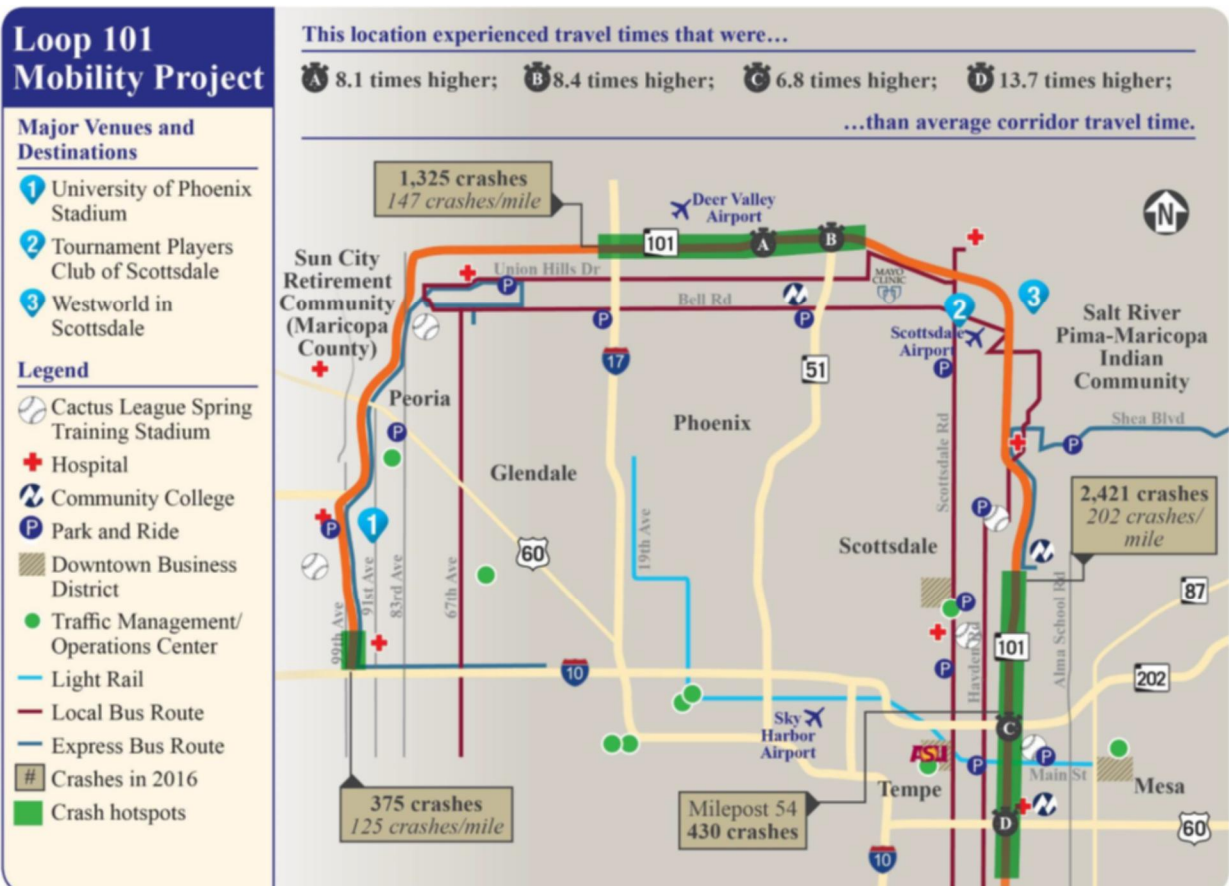 Loop 101
Mobility Project
Major Venues and
Destinations
1 University of Phoenix
Stadium
2 Tournament Players
Club of Scottsdale
3 Westworld in
Scottsdale
Legend
Cactus League Spring
Training Stadium
Hospital
N Community College
P Park and Ride
Downtown Business
District
Traffic Management/
Operations Center
Light Rail
Local Bus Route
Express Bus Route
# Crashes in 2016
Crash hotspots
This location experienced travel times that were…
A 8.1 times higher; B 8.4 times higher; C 6.8 times higher; D 13.7 times higher;
…than average corridor travel time.
1,325 crashes
147 crashes/mile
Deer Valley
Airport
N
101
A
B
Sun City
Retirement
Community
(Maricopa
County)
Union Hills Dr
P
MAYO
CLINIC
Bell Rd
N
P
P
2
3
Scottsdale
Airport
P
Salt River
Pima-Maricopa
Indian
Community
17
51
Peoria
P
Phoenix
Shea Blvd
P
Glendale
Scottsdale Rd
2,421 crashes
202 crashes/
mile
P
1
P
60
19th Ave
Scottsdale
N
99th Ave
91st Ave
83rd Ave
67th Ave
87
P
101
Hayden Rd
Alma School Rd
P
10
202
Sky
Harbor
Airport
C
ASU
P
P
Main St
Tempe
Mesa
375 crashes
125 crashes/mile
Milepost 54
430 crashes
D
N
60
10